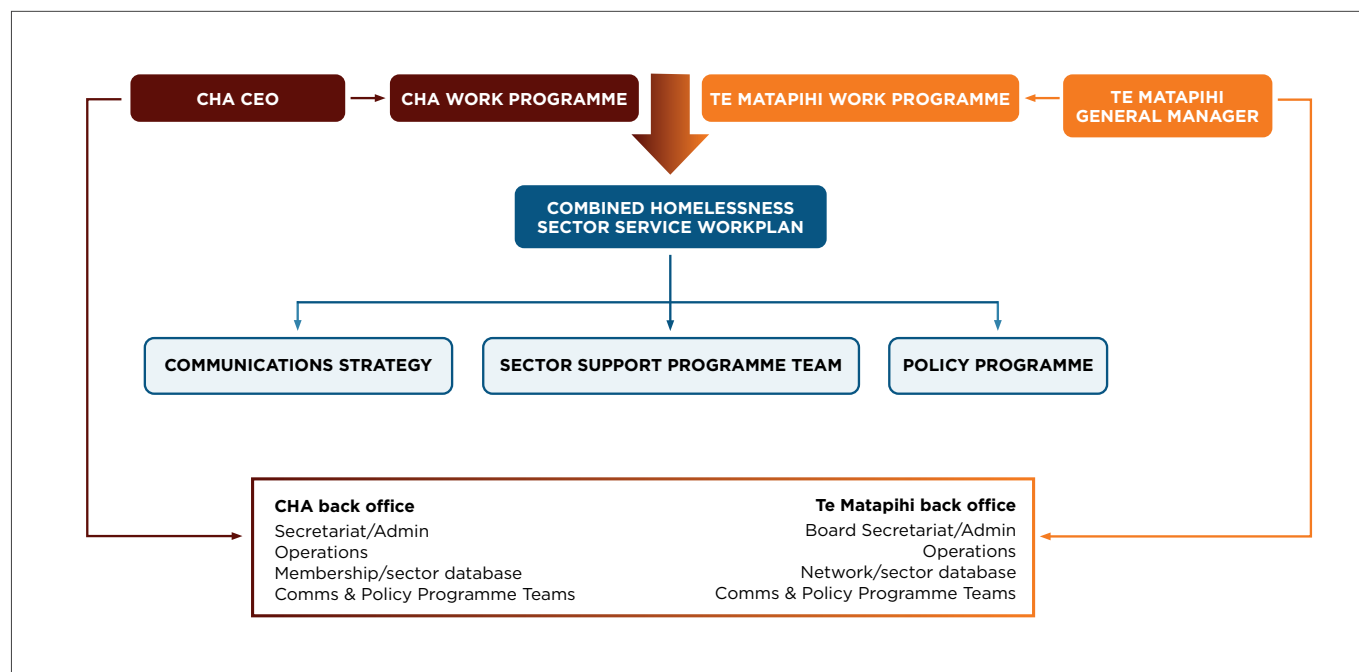 CHA CEO
CHA WORK PROGRAMME
TE MATAPIHI WORK PROGRAMME
TE MATAPIHI
GENERAL MANAGER
COMBINED HOMELESSNESS
SECTOR SERVICE WORKPLAN
COMMUNICATIONS STRATEGY
SECTOR SUPPORT PROGRAMME TEAM
POLICY PROGRAMME
CHA back office
Secretariat/Admin
Operations
Membership/sector database
Comms & Policy Programme Teams
Te Matapihi back office
Board Secretariat/Admin
Operations
Network/sector database
Comms & Policy Programme Teams